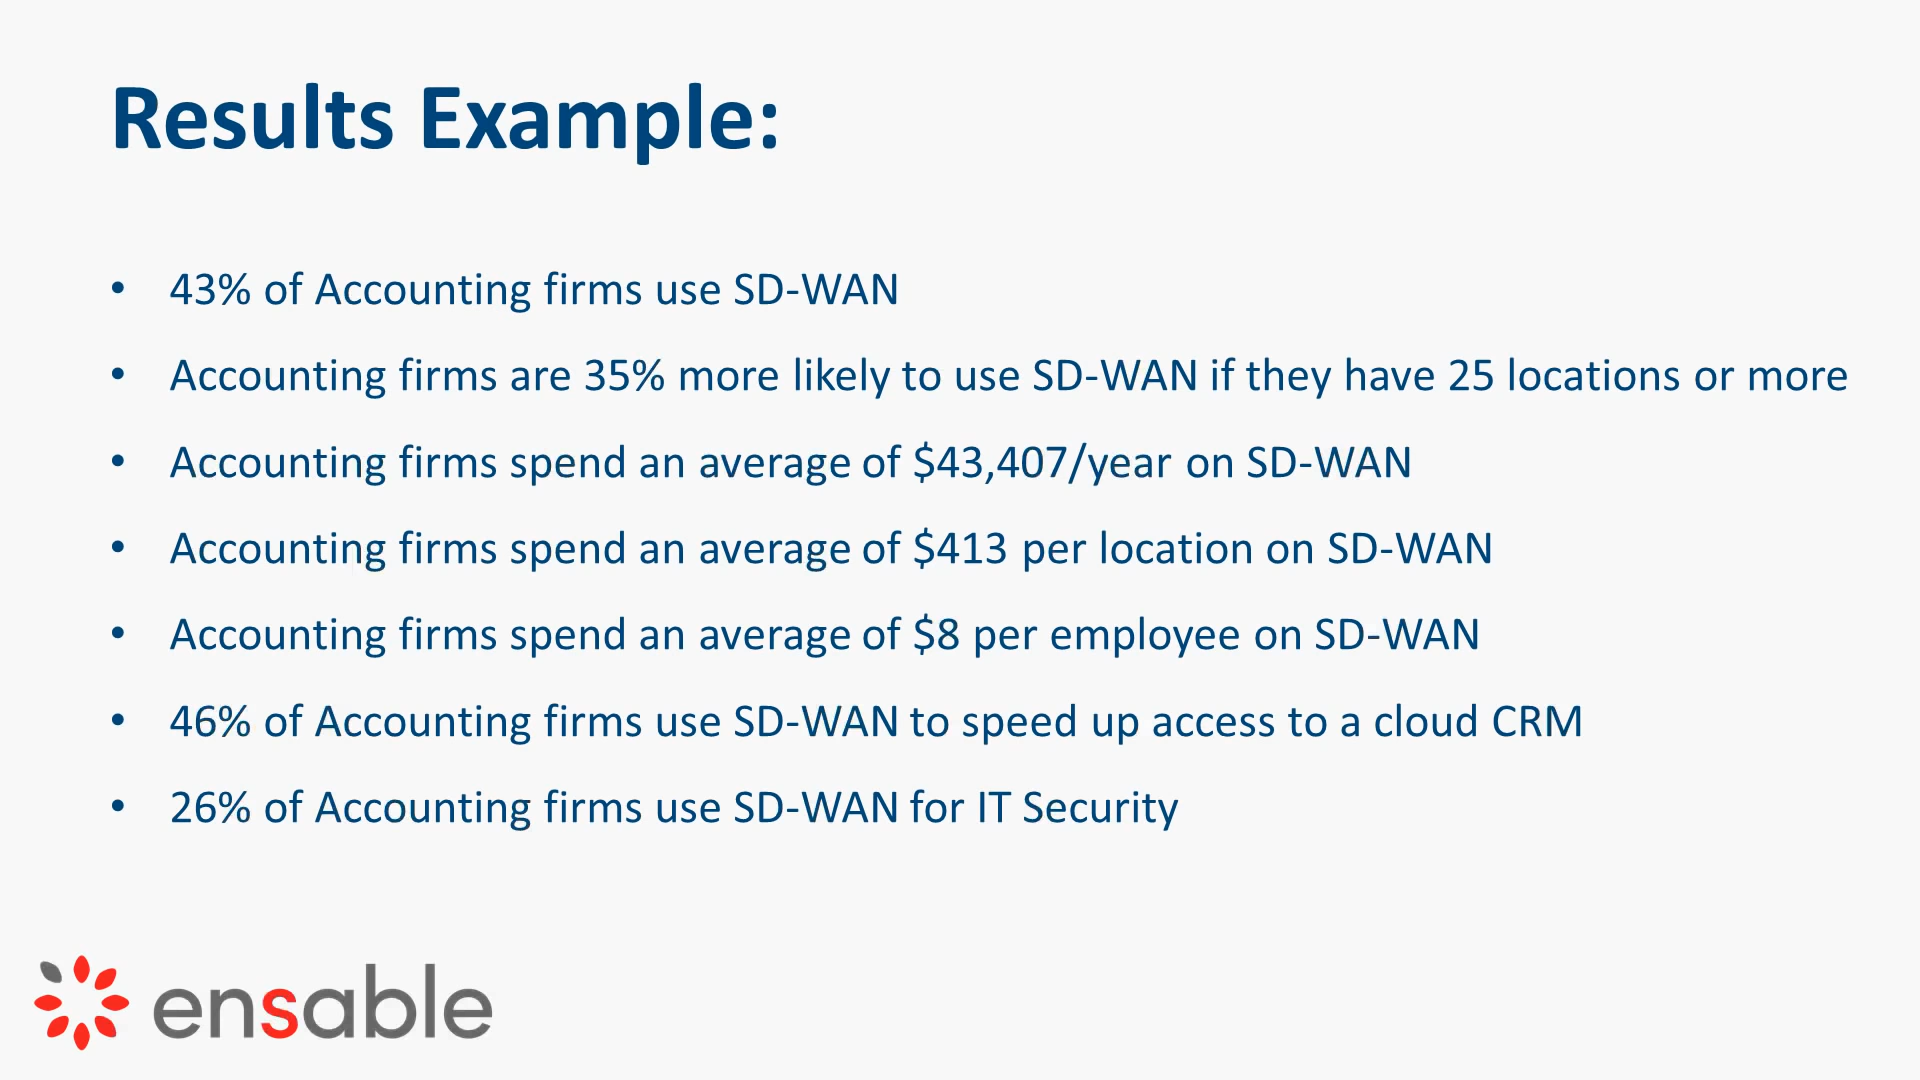 Results Example:
• 43% of Accounting firms use SD-WAN
• Accounting firms are 35% more likely to use SD-WAN if they have 25 locations or more
• Accounting firms spend an average of $43,407/year on SD-WAN
• Accounting firms spend an average of $413 per location on SD-WAN
• Accounting firms spend an average of $8 per employee on SD-WAN
• 46% of Accounting firms use SD-WAN to speed up access to a cloud CRM
• 26% of Accounting firms use SD-WAN for IT Security
ensable